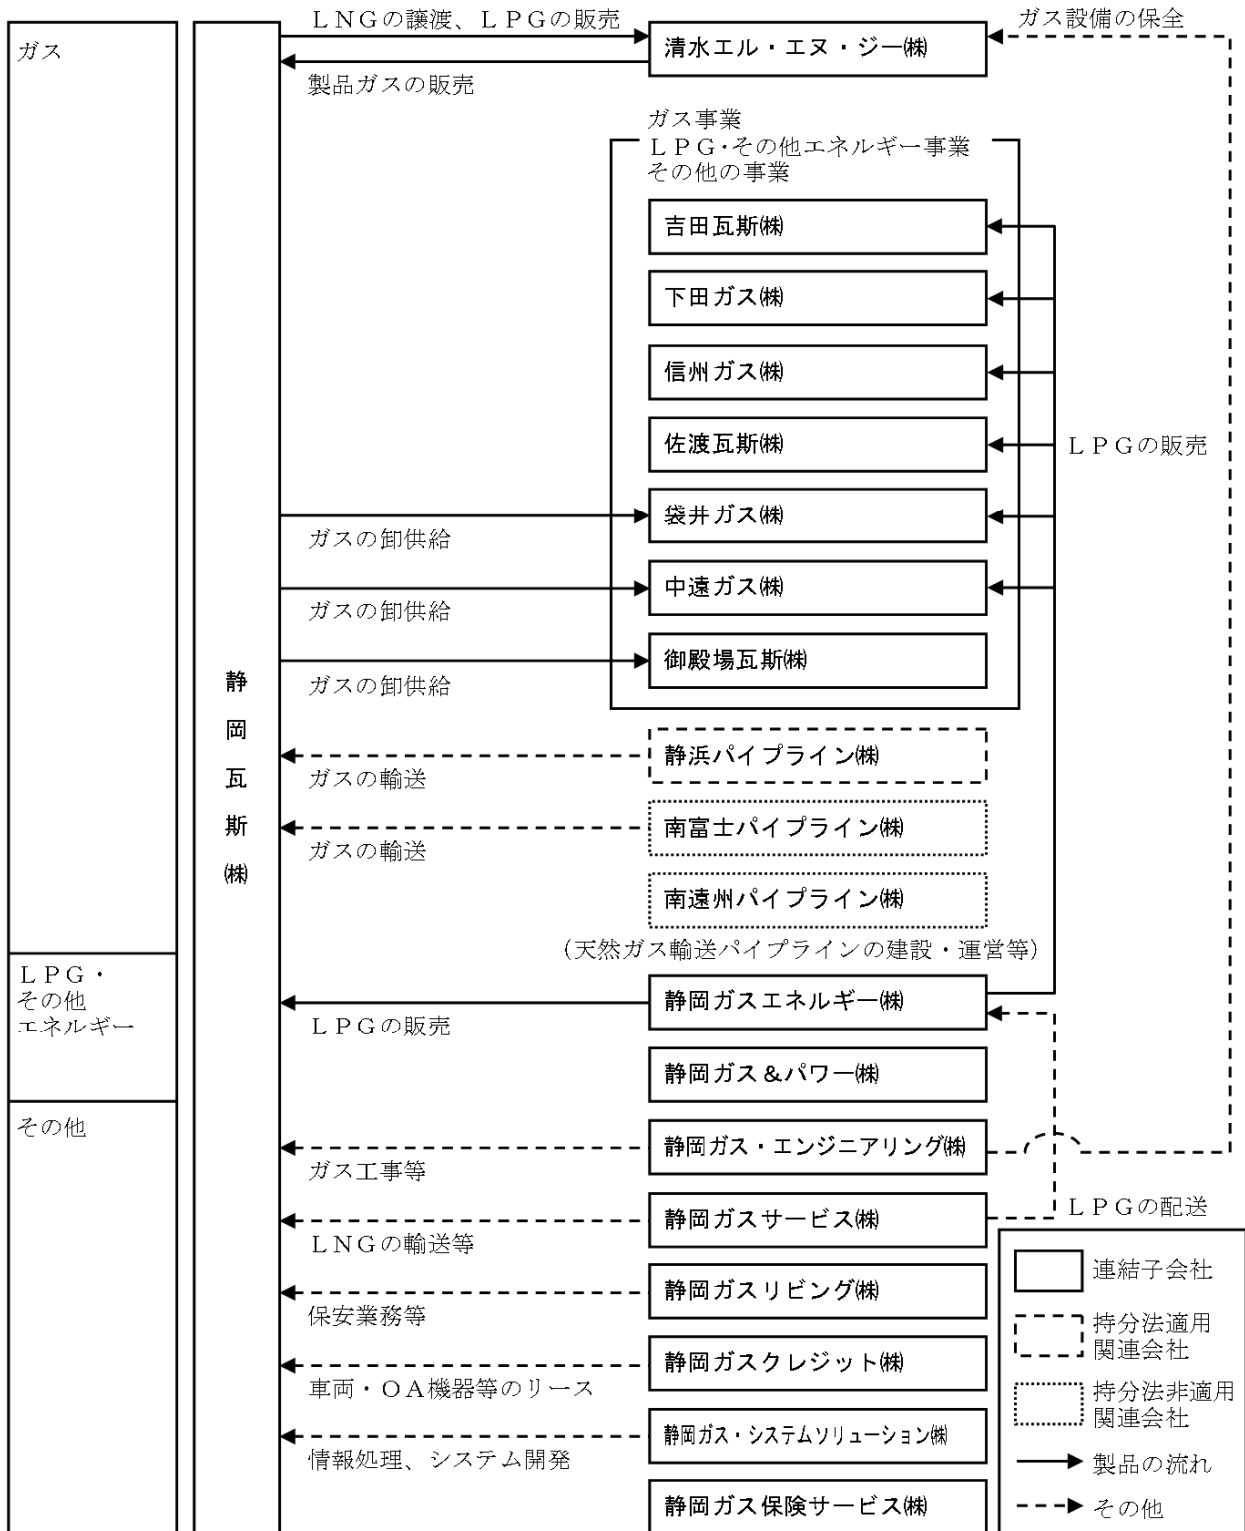 ガス
静岡瓦斯㈱
ＬＮＧの譲渡、ＬＰＧの販売
製品ガスの販売
清水エル・エヌ・ジー㈱
ガス設備の保全
ガス事業
ＬＰＧ・その他エネルギー事業
その他の事業
吉田瓦斯㈱
下田ガス㈱
信州ガス㈱
佐渡瓦斯㈱
ＬＰＧの販売
袋井ガス㈱
ガスの卸供給
中遠ガス㈱
ガスの卸供給
御殿場瓦斯㈱
ガスの卸供給
静浜パイプライン㈱
ガスの輸送
南富士パイプライン㈱
ガスの輸送
南遠州パイプライン㈱
（天然ガス輸送パイプラインの建設・運営等）
ＬＰＧ・
その他
エネルギー
静岡ガスエネルギー㈱
ＬＰＧの販売
静岡ガス＆パワー㈱
その他
静岡ガス・エンジニアリング㈱
ガス工事等
静岡ガスサービス㈱
ＬＰＧの配送
ＬＮＧの輸送等
静岡ガスリビング㈱
保安業務等
静岡ガスクレジット㈱
車両・ＯＡ機器等のリース
静岡ガス・システムソリューション㈱
情報処理、システム開発
静岡ガス保険サービス㈱
連結子会社
持分法適用
関連会社
持分法非適用
関連会社
製品の流れ
その他